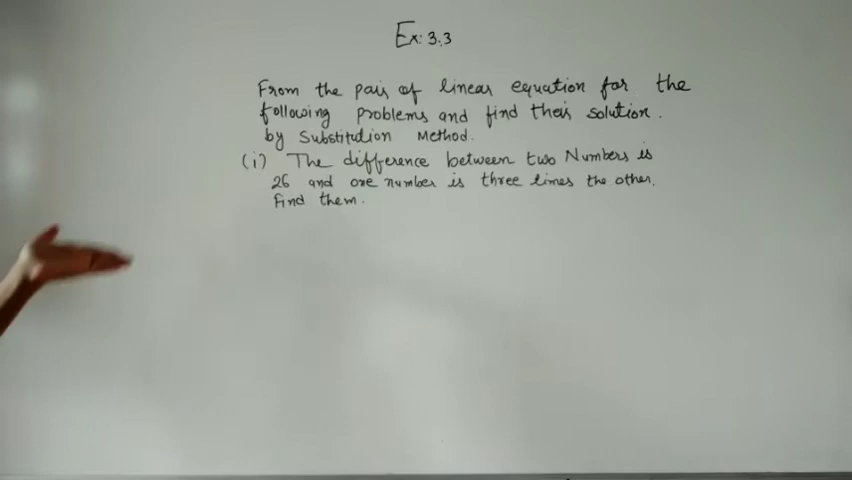 Ex: 3.3
From the pair of linear equation for the
following problems and find their solution.
by Substitution Method.
(i) The difference between two Numbers is
26 and one number is three times the other.
Find them.